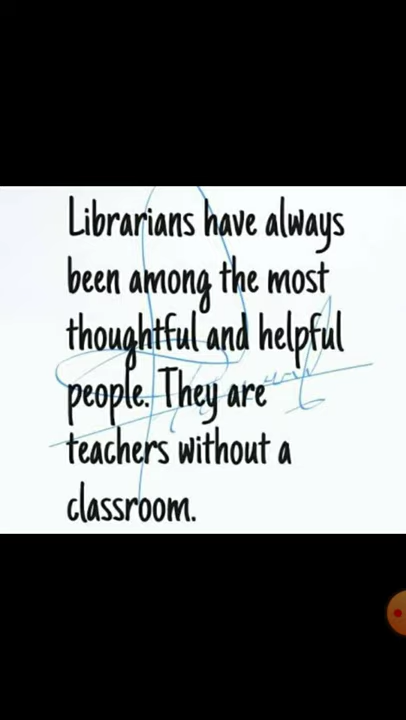 Librarians have always
been among the most
thoughtful and helpful
people. They are
teachers without a
classroom.